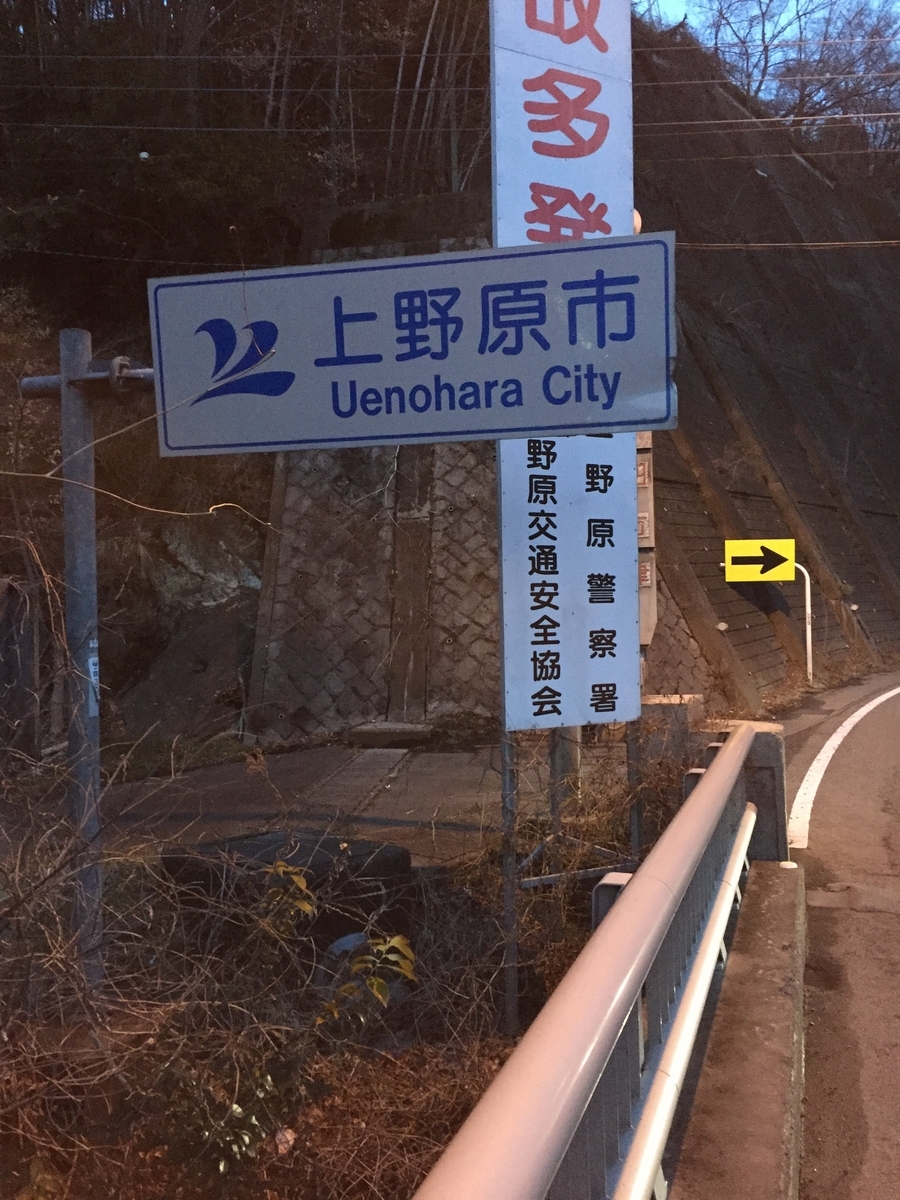 多発
上野原市
Uenohara City
野原警察署
野原交通安全協会